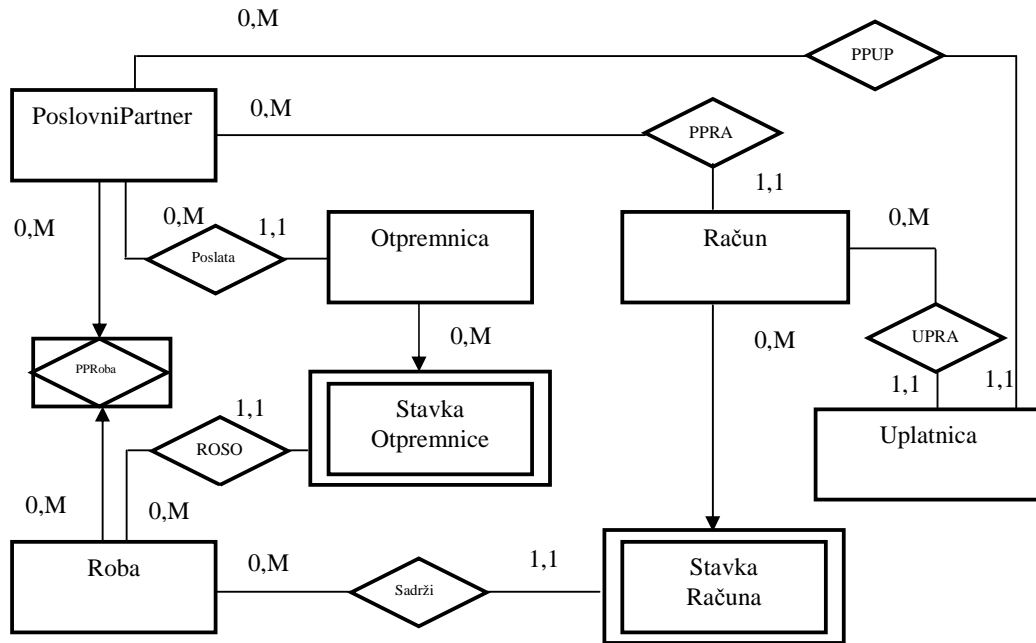 0,M
PPUP
PoslovniPartner
0,M
PPRA
1,1
0,M
0,M
1,1
Poslata
Otpremnica
Račun
0,M
0,M
0,M
UPRA
PPRoba
1,1
1,1
1,1
Stavka
Otpremnice
ROSO
Uplatnica
0,M
0,M
Roba
0,M
Sadrži
1,1
Stavka
Računa